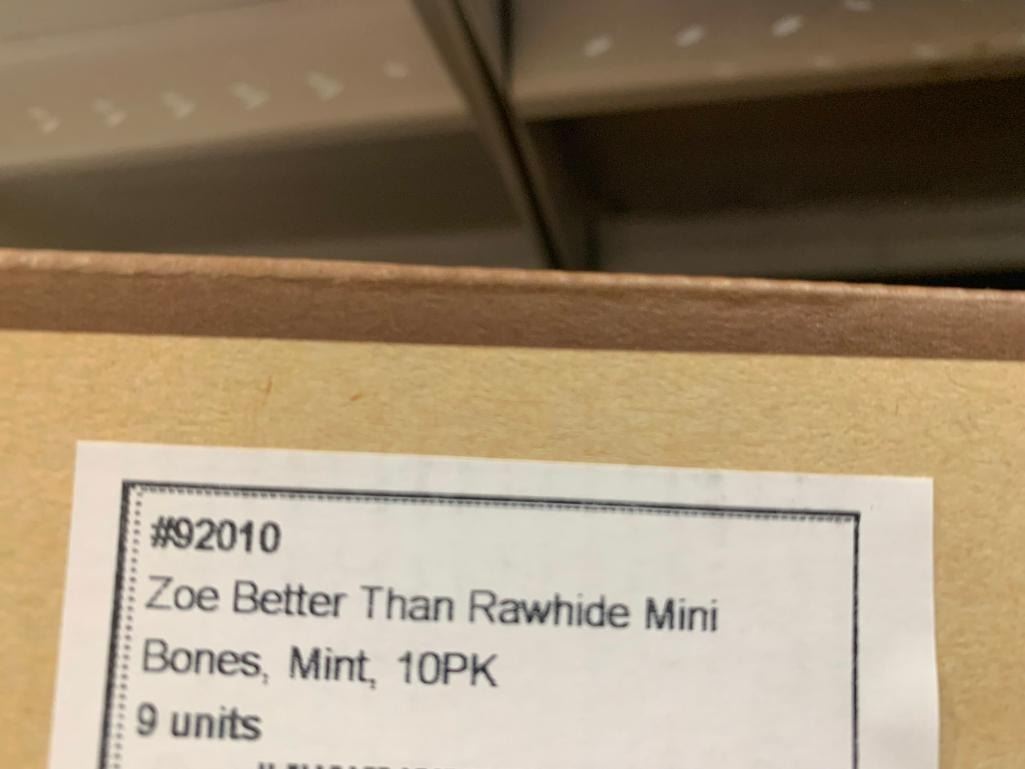 #92010
Zoe Better Than Rawhide Mini
Bones, Mint, 10PK
9 units